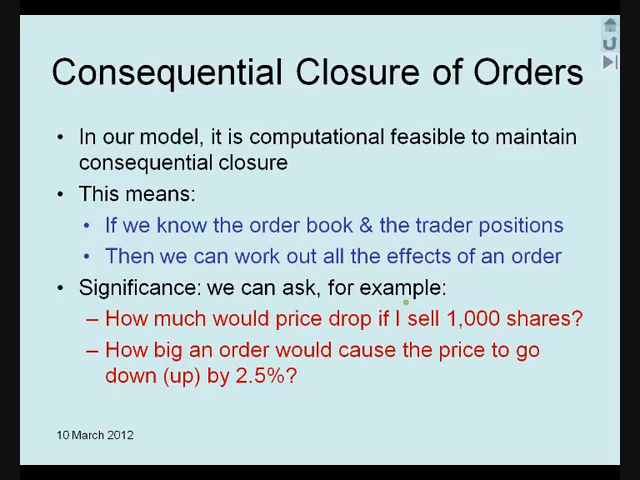 Consequential Closure of Orders
• In our model, it is computational feasible to maintain
consequential closure
• This means:
• If we know the order book & the trader positions
• Then we can work out all the effects of an order
• Significance: we can ask, for example:
– How much would price drop if I sell 1,000 shares?
– How big an order would cause the price to go
down (up) by 2.5%?
10 March 2012